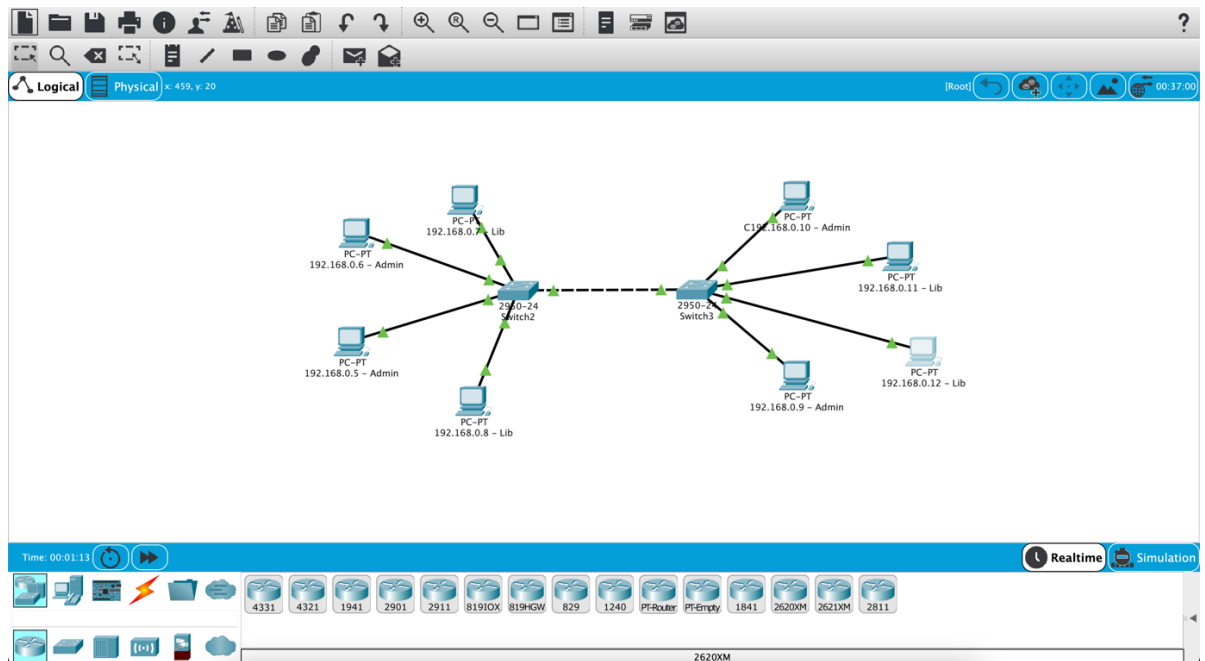 ?
Logical
Physical
x: 459, y: 20
[Root]
00:37:00
PC-PT
192.168.0.7 - Lib
PC-PT
192.168.0.6 - Admin
PC-PT
192.168.0.5 - Admin
PC-PT
192.168.0.8 - Lib
2950-24
Switch2
2950-24
Switch3
PC-PT
C192.168.0.10 - Admin
PC-PT
192.168.0.11 - Lib
PC-PT
192.168.0.12 - Lib
PC-PT
192.168.0.9 - Admin
Time: 00:01:13
Realtime
Simulation
4331
4321
1941
2901
2911
819IOX
819HGW
829
1240
PT-Router
PT-Empty
1841
2620XM
2621XM
2811
2620XM